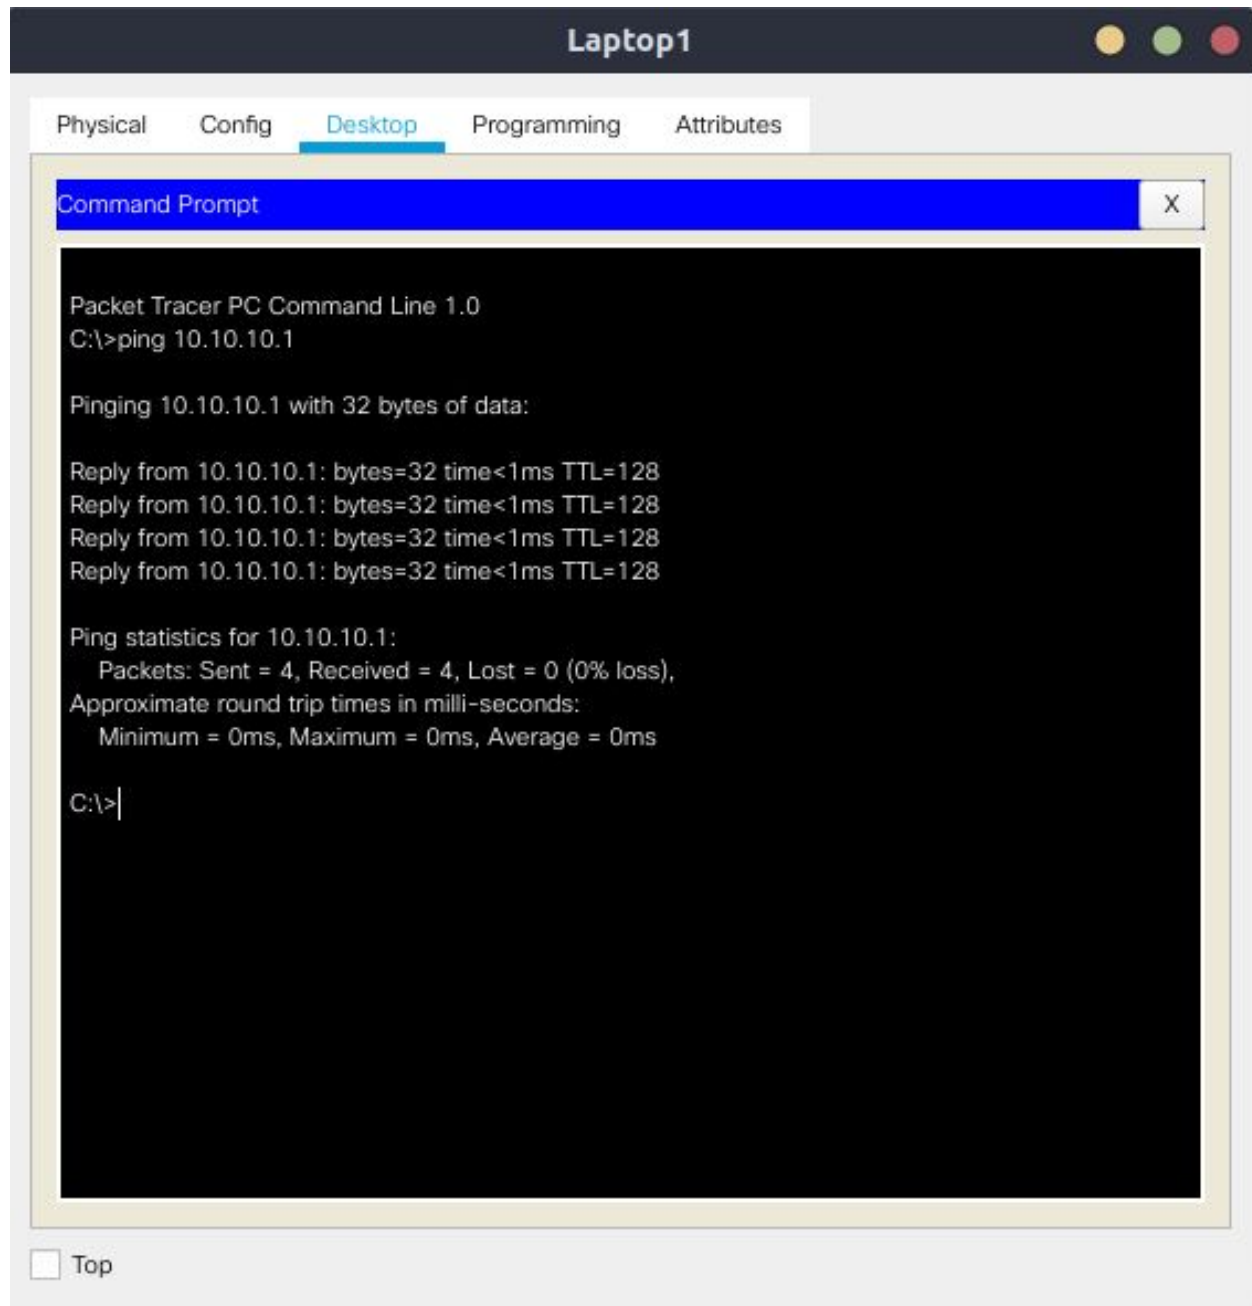 Laptop1
Physical Config Desktop Programming Attributes
Command Prompt X
Packet Tracer PC Command Line 1.0
C:\>ping 10.10.10.1
Pinging 10.10.10.1 with 32 bytes of data:
Reply from 10.10.10.1: bytes=32 time<1ms TTL=128
Reply from 10.10.10.1: bytes=32 time<1ms TTL=128
Reply from 10.10.10.1: bytes=32 time<1ms TTL=128
Reply from 10.10.10.1: bytes=32 time<1ms TTL=128
Ping statistics for 10.10.10.1:
Packets: Sent = 4, Received = 4, Lost = 0 (0% loss),
Approximate round trip times in milli-seconds:
Minimum = 0ms, Maximum = 0ms, Average = 0ms
C:\>
Top